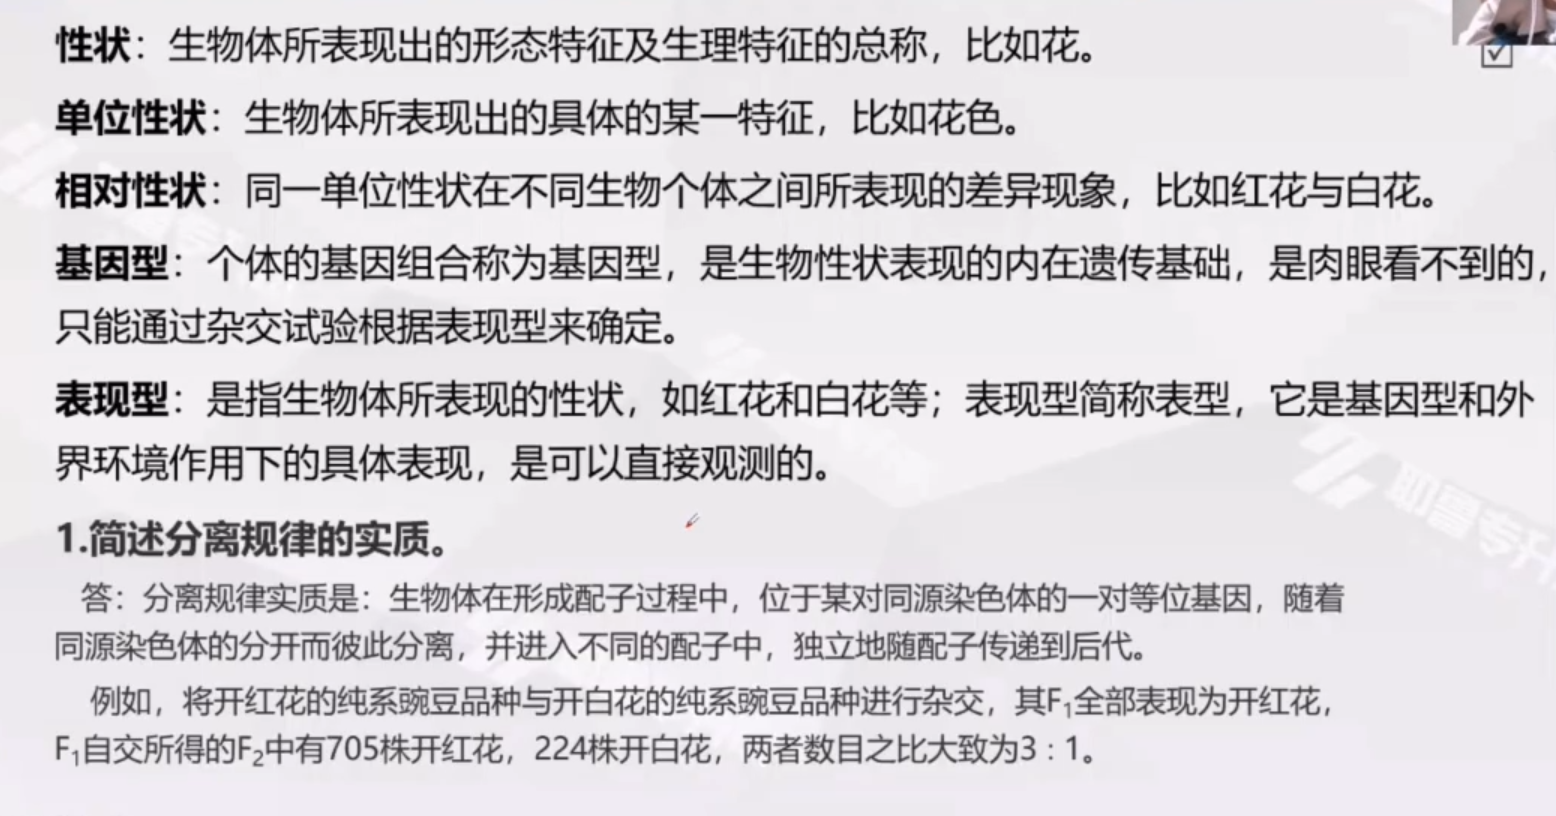 性状：生物体所表现出的形态特征及生理特征的总称，比如花。
单位性状：生物体所表现出的具体的某一特征，比如花色。
相对性状：同一单位性状在不同生物个体之间所表现的差异现象，比如红花与白花。
基因型：个体的基因组合称为基因型，是生物性状表现的内在遗传基础，是肉眼看不到的，
只能通过杂交试验根据表现型来确定。
表现型：是指生物体所表现的性状，如红花和白花等；表现型简称表型，它是基因型和外
界环境作用下的具体表现，是可以直接观测的。
1.简述分离规律的实质。
答：分离规律实质是：生物体在形成配子过程中，位于某对同源染色体的一对等位基因，随着
同源染色体的分开而彼此分离，并进入不同的配子中，独立地随配子传递到后代。
例如，将开红花的纯系豌豆品种与开白花的纯系豌豆品种进行杂交，其F₁全部表现为开红花，
F₁自交所得的F₂中有705株开红花，224株开白花，两者数目之比大致为3：1。